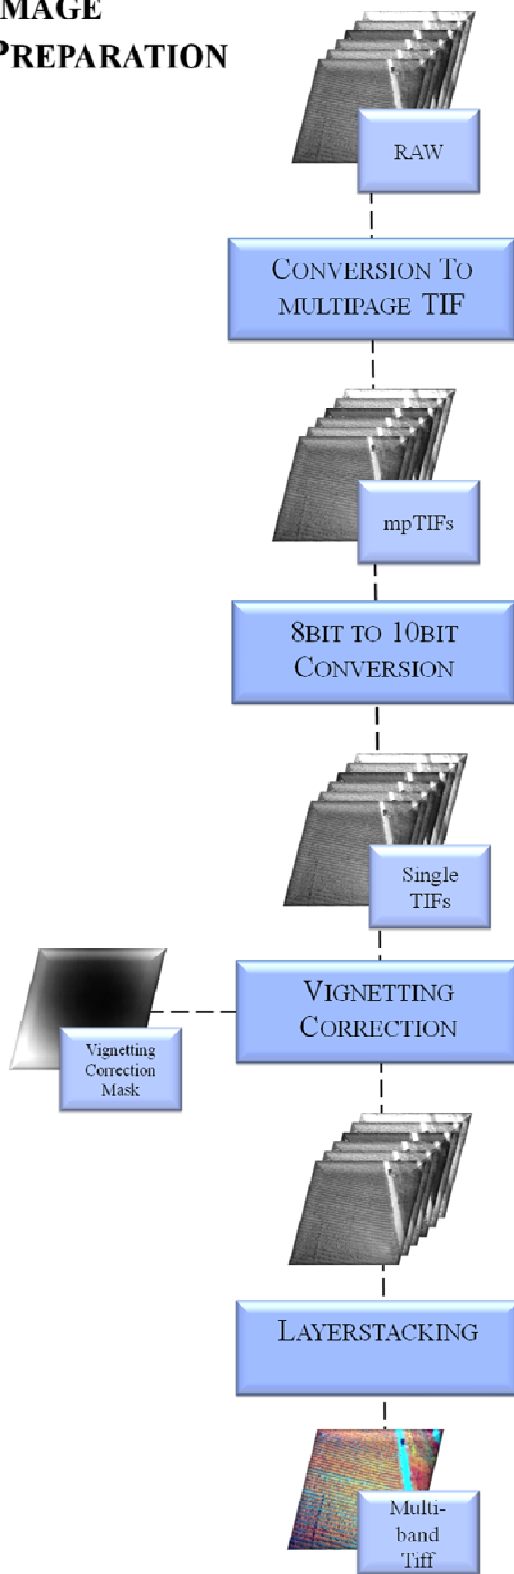 IMAGE
PREPARATION
RAW
CONVERSION TO
MULTIPAGE TIF
mpTIFs
8BIT TO 10BIT
CONVERSION
Single
TIFs
VIGNETTING
CORRECTION
Vignetting
Correction
Mask
LAYERSTACKING
Multi-
band
Tiff